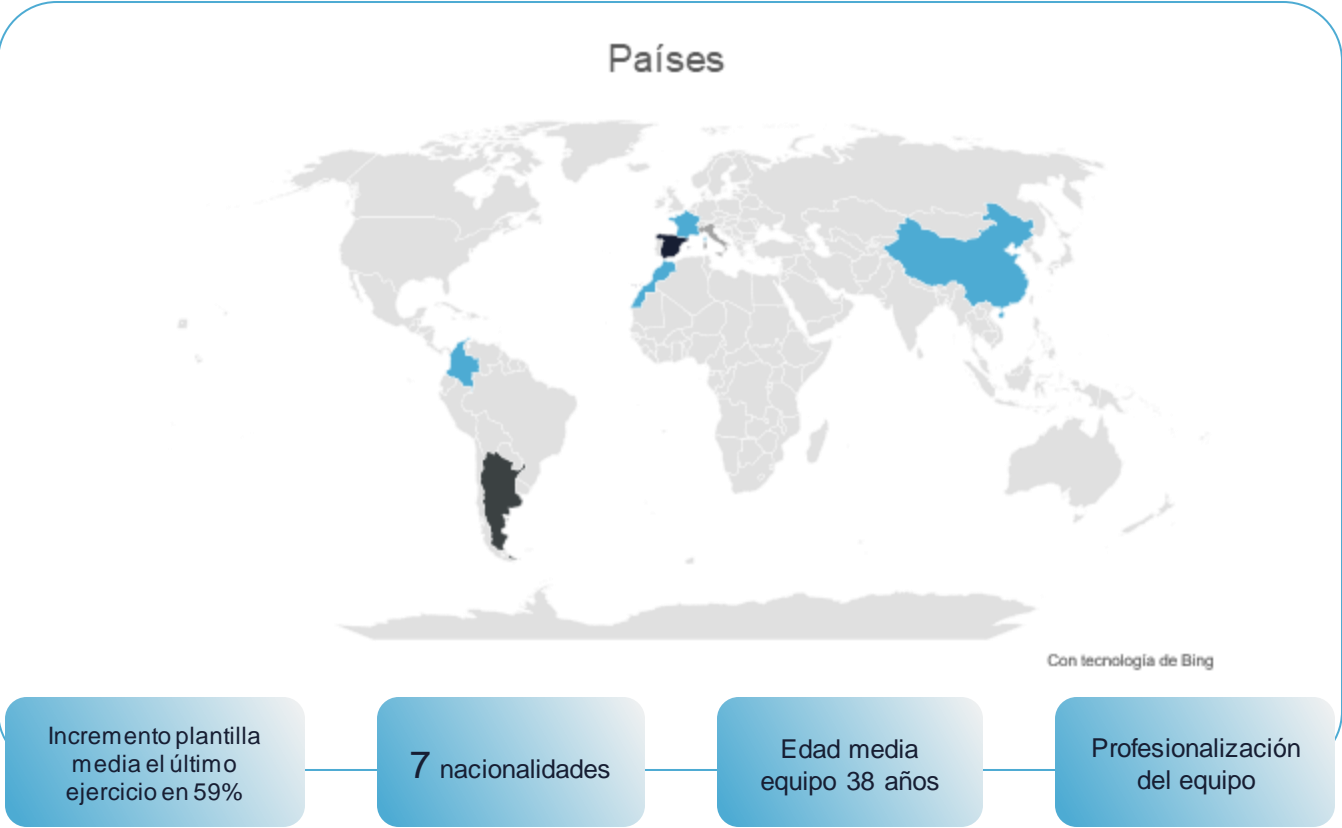 Países
Con tecnología de Bing
Incremento plantilla
media el último
ejercicio en 59%
7 nacionalidades
Edad media
equipo 38 años
Profesionalización
del equipo